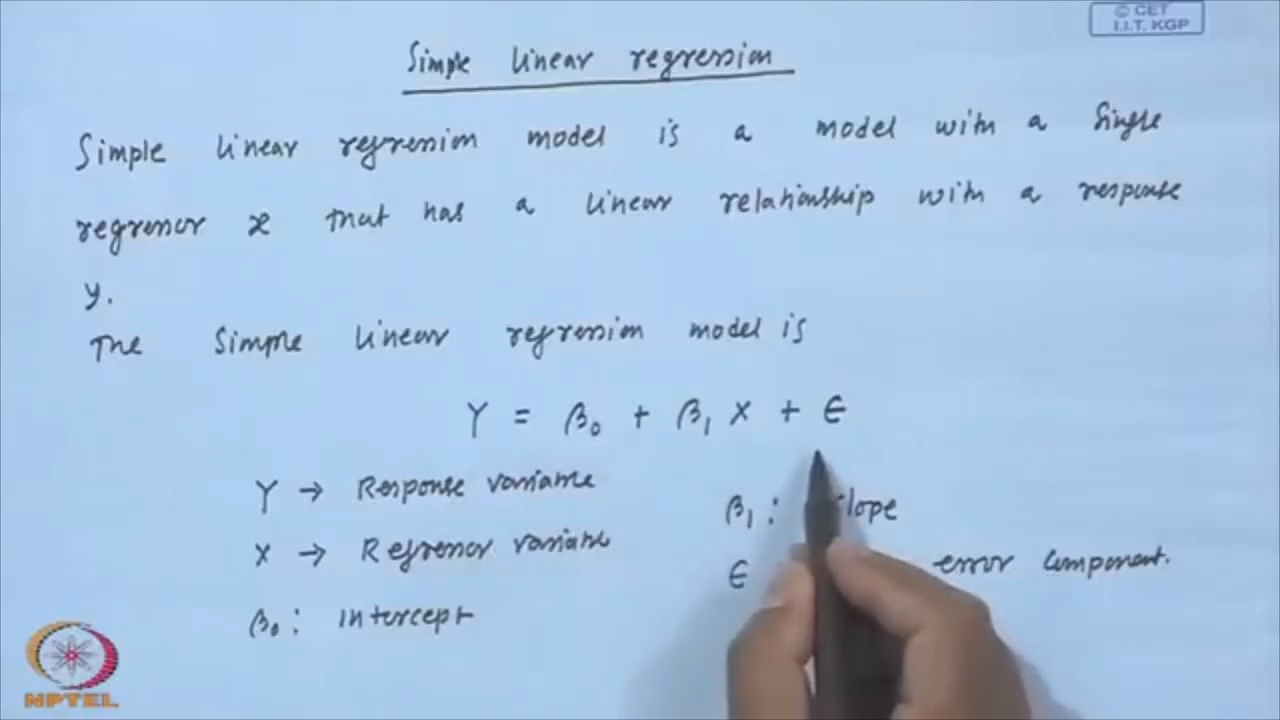 © CET
I.I.T. KGP
Simple linear regression
Simple linear regression model is a model with a single
regressor x that has a linear relationship with a response
y.
The simple linear regression model is
Y = β₀ + β₁ X + ϵ
Y → Response variable
X → Regressor variable
β₀: intercept
β₁: slope
ϵ error component.
NPTEL